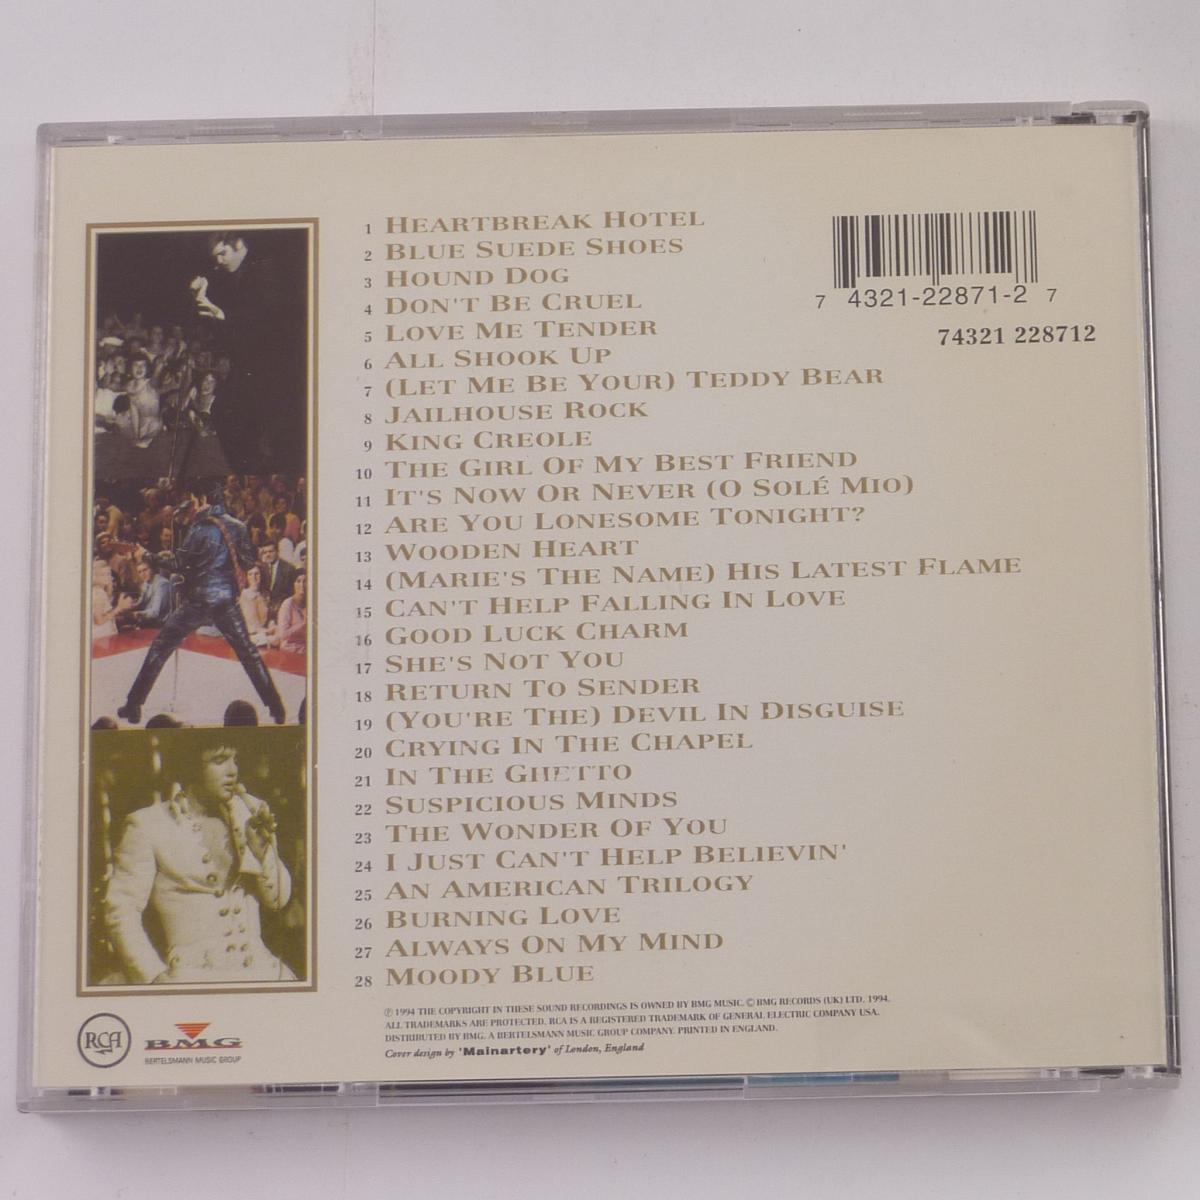 1 HEARTBREAK HOTEL
2 BLUE SUEDE SHOES
3 HOUND DOG
4 DON'T BE CRUEL
5 LOVE ME TENDER
6 ALL SHOOK UP
7 (LET ME BE YOUR) TEDDY BEAR
8 JAILHOUSE ROCK
9 KING CREOLE
10 THE GIRL OF MY BEST FRIEND
11 IT'S NOW OR NEVER (O SOLÉ MIO)
12 ARE YOU LONESOME TONIGHT?
13 WOODEN HEART
14 (MARIE'S THE NAME) HIS LATEST FLAME
15 CAN'T HELP FALLING IN LOVE
16 GOOD LUCK CHARM
17 SHE'S NOT YOU
18 RETURN TO SENDER
19 (YOU'RE THE) DEVIL IN DISGUISE
20 CRYING IN THE CHAPEL
21 IN THE GHETTO
22 SUSPICIOUS MINDS
23 THE WONDER OF YOU
24 I JUST CAN'T HELP BELIEVIN'
25 AN AMERICAN TRILOGY
26 BURNING LOVE
27 ALWAYS ON MY MIND
28 MOODY BLUE
7 4321-22871-2 7
74321 228712
℗ 1994 THE COPYRIGHT IN THESE SOUND RECORDINGS IS OWNED BY BMG MUSIC. © BMG RECORDS (UK) LTD. 1994.
ALL TRADEMARKS ARE PROTECTED. RCA IS A REGISTERED TRADEMARK OF GENERAL ELECTRIC COMPANY USA.
DISTRIBUTED BY BMG. A BERTELSMANN MUSIC GROUP COMPANY. PRINTED IN ENGLAND.
Cover design by 'Mainartery' of London, England
RCA
BMG
BERTELSMANN MUSIC GROUP